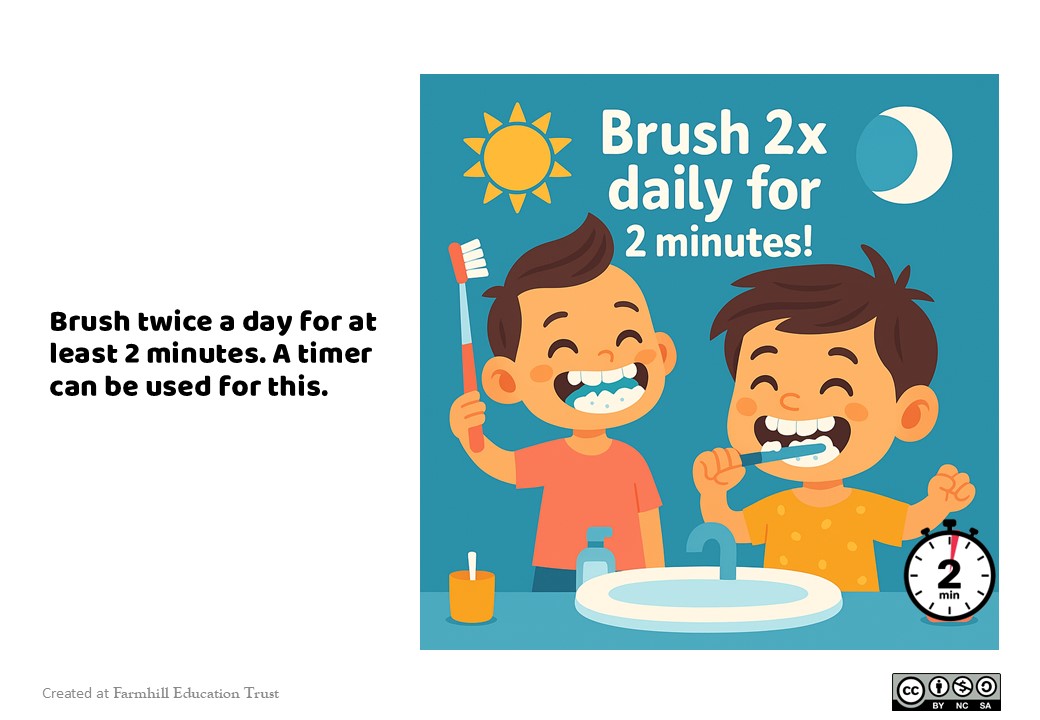 Brush 2x
daily for
2 minutes!
Brush twice a day for at
least 2 minutes. A timer
can be used for this.
2
min
Created at Farmhill Education Trust
cc
BY NC SA